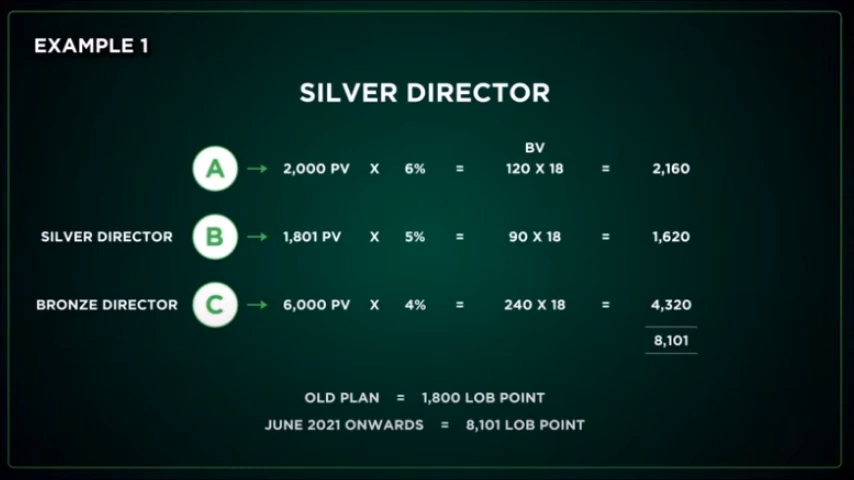 EXAMPLE 1
SILVER DIRECTOR
BV
A → 2,000 PV X 6% = 120 X 18 = 2,160
SILVER DIRECTOR B → 1,801 PV X 5% = 90 X 18 = 1,620
BRONZE DIRECTOR C → 6,000 PV X 4% = 240 X 18 = 4,320
8,101
OLD PLAN = 1,800 LOB POINT
JUNE 2021 ONWARDS = 8,101 LOB POINT